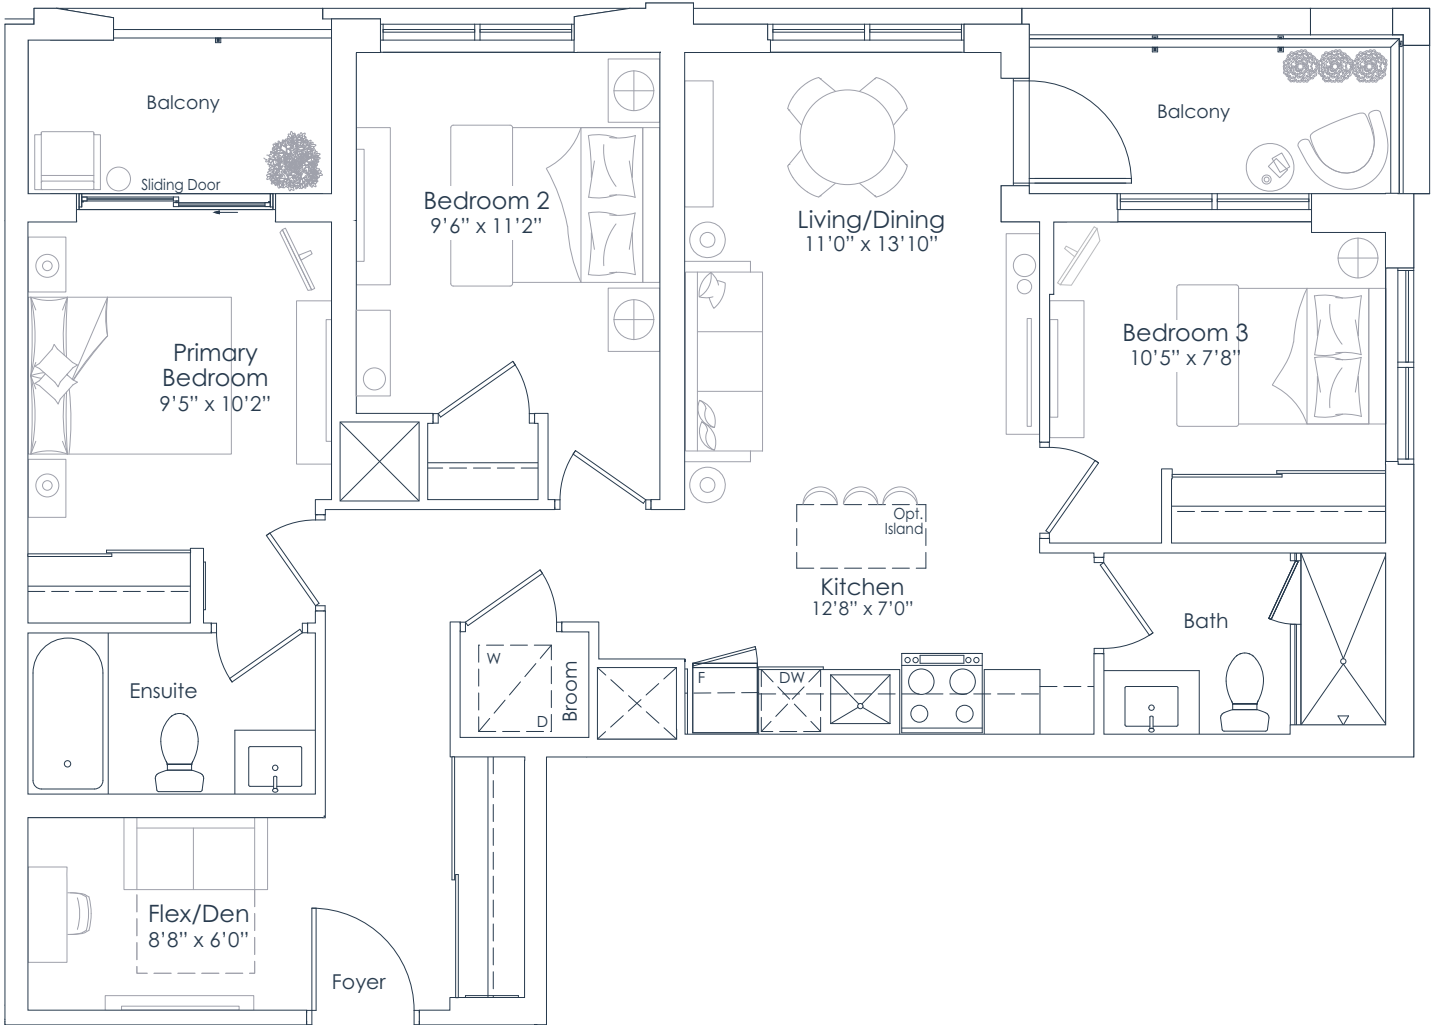 Balcony
Sliding Door
Bedroom 2
9’6” x 11’2”
Living/Dining
11’0” x 13’10”
Balcony
Primary
Bedroom
9’5” x 10’2”
Bedroom 3
10’5” x 7’8”
Opt.
Island
Kitchen
12’8” x 7’0”
Bath
Ensuite
W
D
Broom
F
DW
Flex/Den
8’8” x 6’0”
Foyer